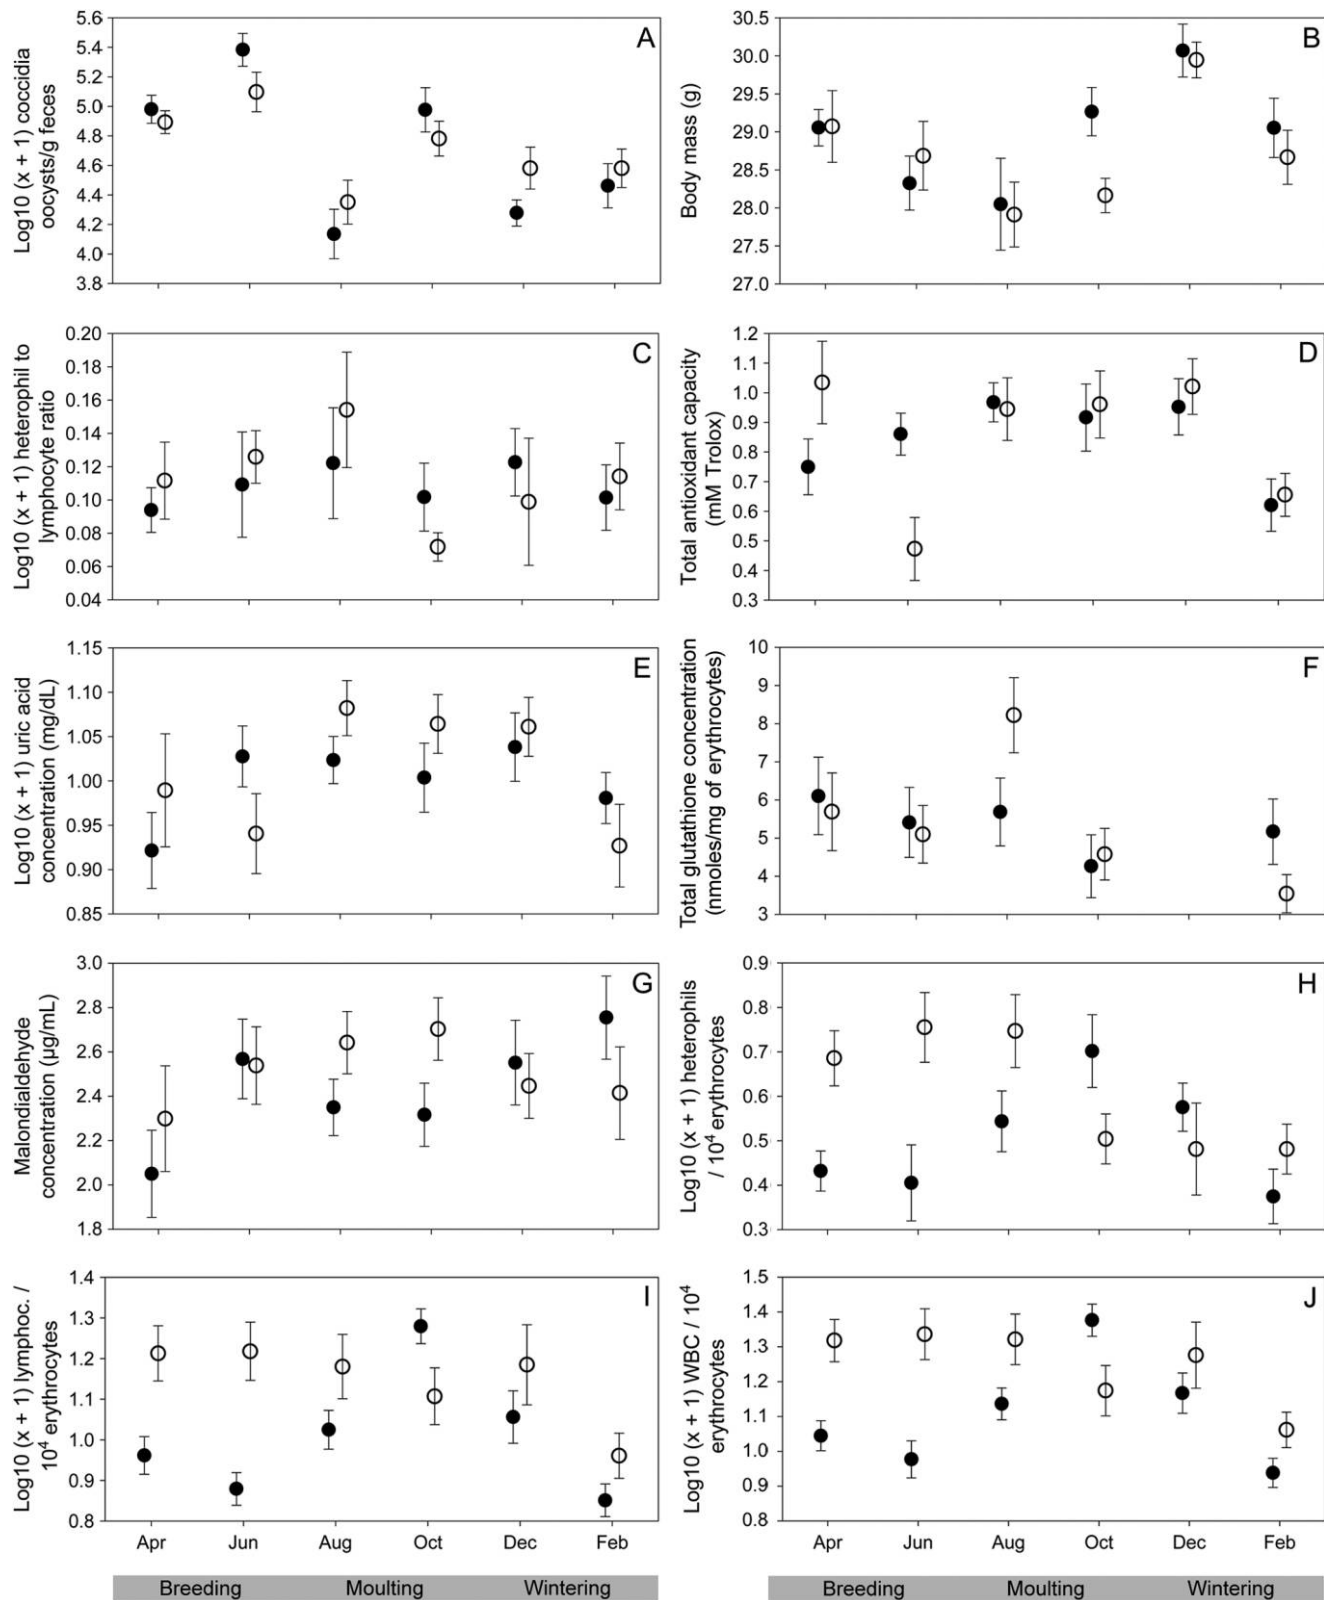 A
Log10 (x + 1) coccidia
oocysts/g feces
5.6
5.4
5.2
5.0
4.8
4.6
4.4
4.2
4.0
3.8
B
Body mass (g)
30.5
30.0
29.5
29.0
28.5
28.0
27.5
27.0
C
Log10 (x + 1) heterophil to
lymphocyte ratio
0.20
0.18
0.16
0.14
0.12
0.10
0.08
0.06
0.04
D
Total antioxidant capacity
(mM Trolox)
1.2
1.1
1.0
0.9
0.8
0.7
0.6
0.5
0.4
0.3
E
Log10 (x + 1) uric acid
concentration (mg/dL)
1.15
1.10
1.05
1.00
0.95
0.90
0.85
F
Total glutathione concentration
(nmoles/mg of erythrocytes)
10
9
8
7
6
5
4
3
G
Malondialdehyde
concentration (µg/mL)
3.0
2.8
2.6
2.4
2.2
2.0
1.8
H
Log10 (x + 1) heterophils
/ 10⁴ erythrocytes
0.9
0.8
0.7
0.6
0.5
0.4
0.3
I
Log10 (x + 1) lymphoc. /
10⁴ erythrocytes
1.4
1.3
1.2
1.1
1.0
0.9
0.8
Apr Jun Aug Oct Dec Feb
Breeding Moulting Wintering
J
Log10 (x + 1) WBC / 10⁴
erythrocytes
1.5
1.4
1.3
1.2
1.1
1.0
0.9
0.8
Apr Jun Aug Oct Dec Feb
Breeding Moulting Wintering